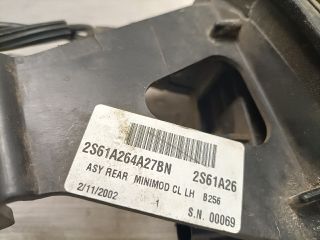 2S61A264A27BN 2S61A26
ASY REAR MINIMOD CL LH B256
2/11/2002 1 S.N. 00069